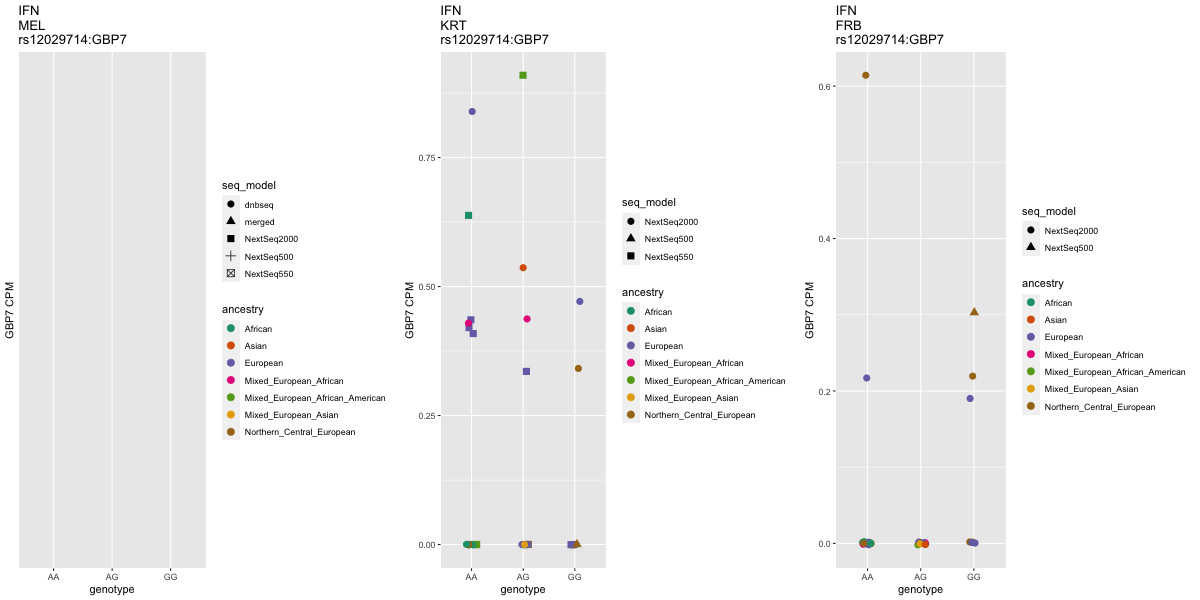 IFN
MEL
rs12029714:GBP7
GBP7 CPM
AA AG GG
genotype
seq_model
dnbseq
merged
NextSeq2000
NextSeq500
NextSeq550
ancestry
African
Asian
European
Mixed_European_African
Mixed_European_African_American
Mixed_European_Asian
Northern_Central_European
IFN
KRT
rs12029714:GBP7
GBP7 CPM
0.75
0.50
0.25
0.00
AA AG GG
genotype
seq_model
NextSeq2000
NextSeq500
NextSeq550
ancestry
African
Asian
European
Mixed_European_African
Mixed_European_African_American
Mixed_European_Asian
Northern_Central_European
IFN
FRB
rs12029714:GBP7
GBP7 CPM
0.6
0.4
0.2
0.0
AA AG GG
genotype
seq_model
NextSeq2000
NextSeq500
ancestry
African
Asian
European
Mixed_European_African
Mixed_European_African_American
Mixed_European_Asian
Northern_Central_European